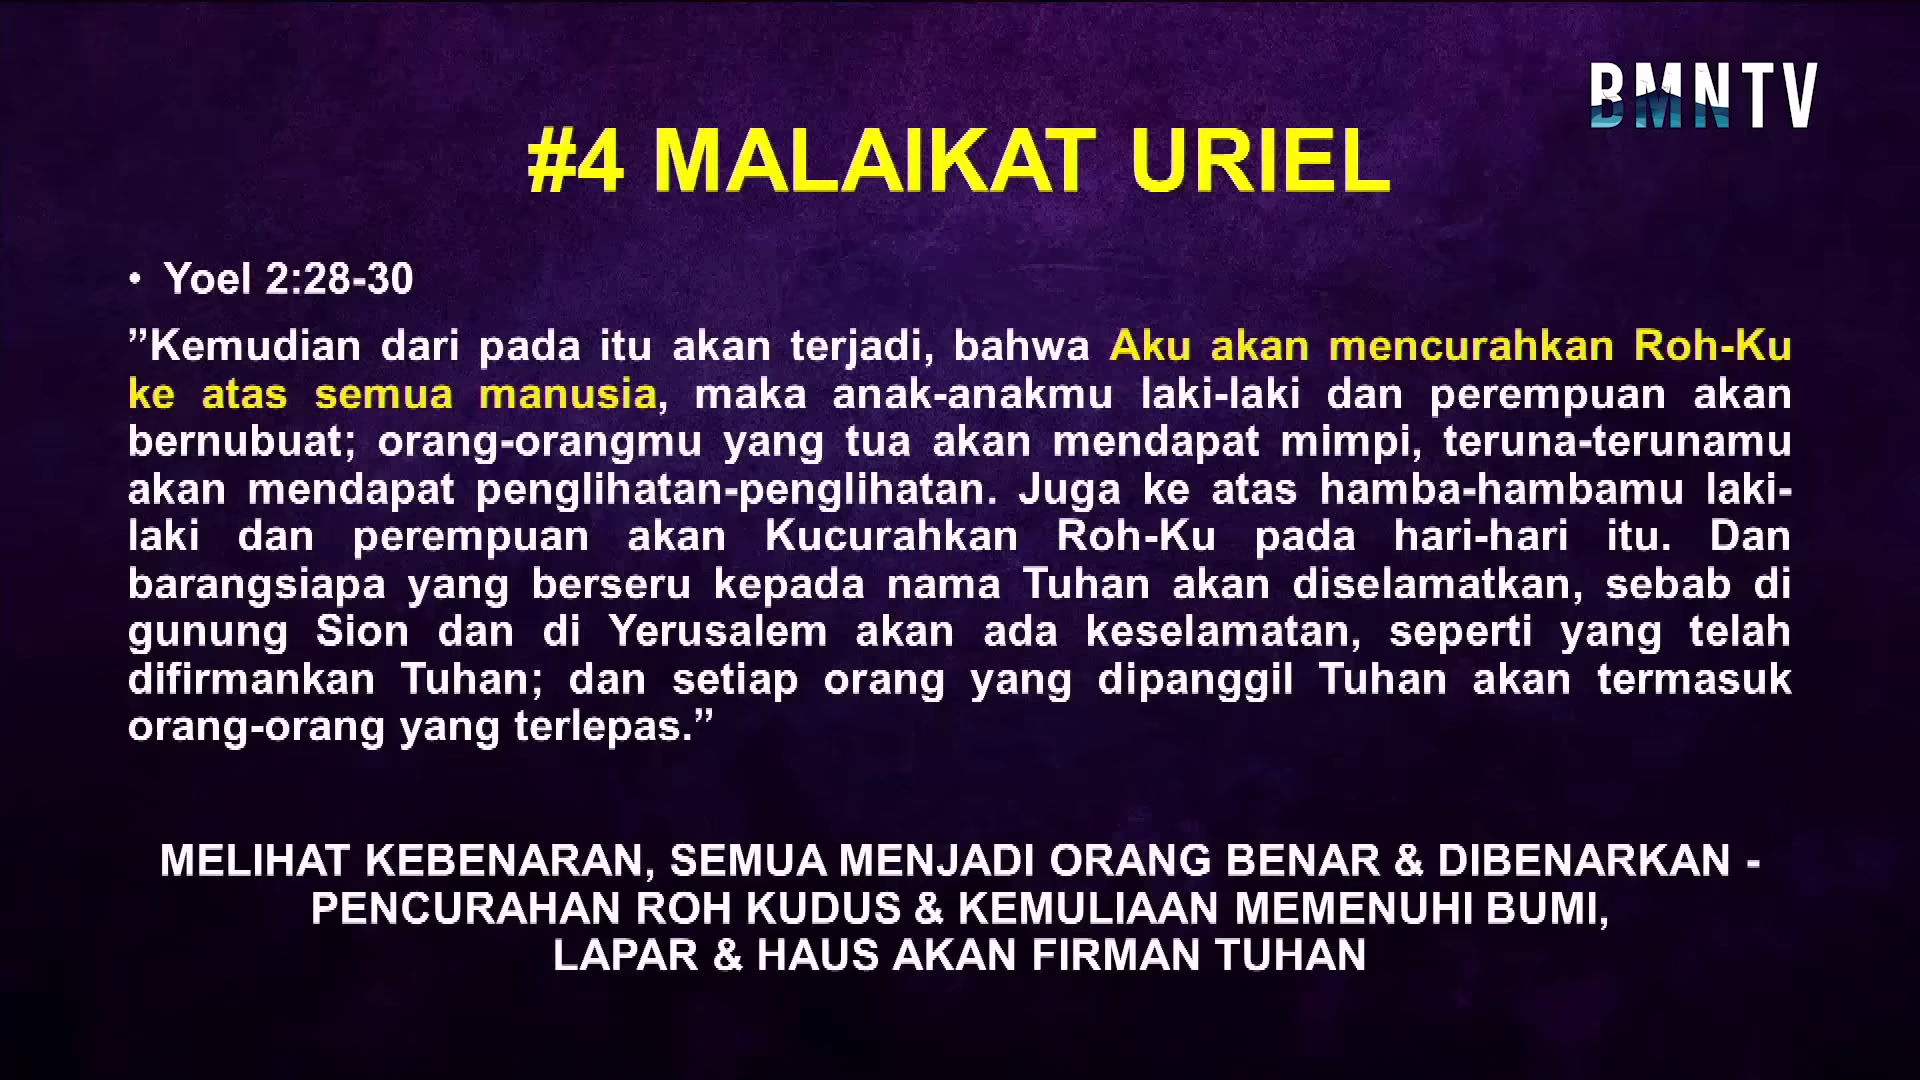 BMNTV
#4 MALAIKAT URIEL
• Yoel 2:28-30
”Kemudian dari pada itu akan terjadi, bahwa Aku akan mencurahkan Roh-Ku
ke atas semua manusia, maka anak-anakmu laki-laki dan perempuan akan
bernubuat; orang-orangmu yang tua akan mendapat mimpi, teruna-terunamu
akan mendapat penglihatan-penglihatan. Juga ke atas hamba-hambamu laki-
laki dan perempuan akan Kucurahkan Roh-Ku pada hari-hari itu. Dan
barangsiapa yang berseru kepada nama Tuhan akan diselamatkan, sebab di
gunung Sion dan di Yerusalem akan ada keselamatan, seperti yang telah
difirmankan Tuhan; dan setiap orang yang dipanggil Tuhan akan termasuk
orang-orang yang terlepas.”
MELIHAT KEBENARAN, SEMUA MENJADI ORANG BENAR & DIBENARKAN -
PENCURAHAN ROH KUDUS & KEMULIAAN MEMENUHI BUMI,
LAPAR & HAUS AKAN FIRMAN TUHAN